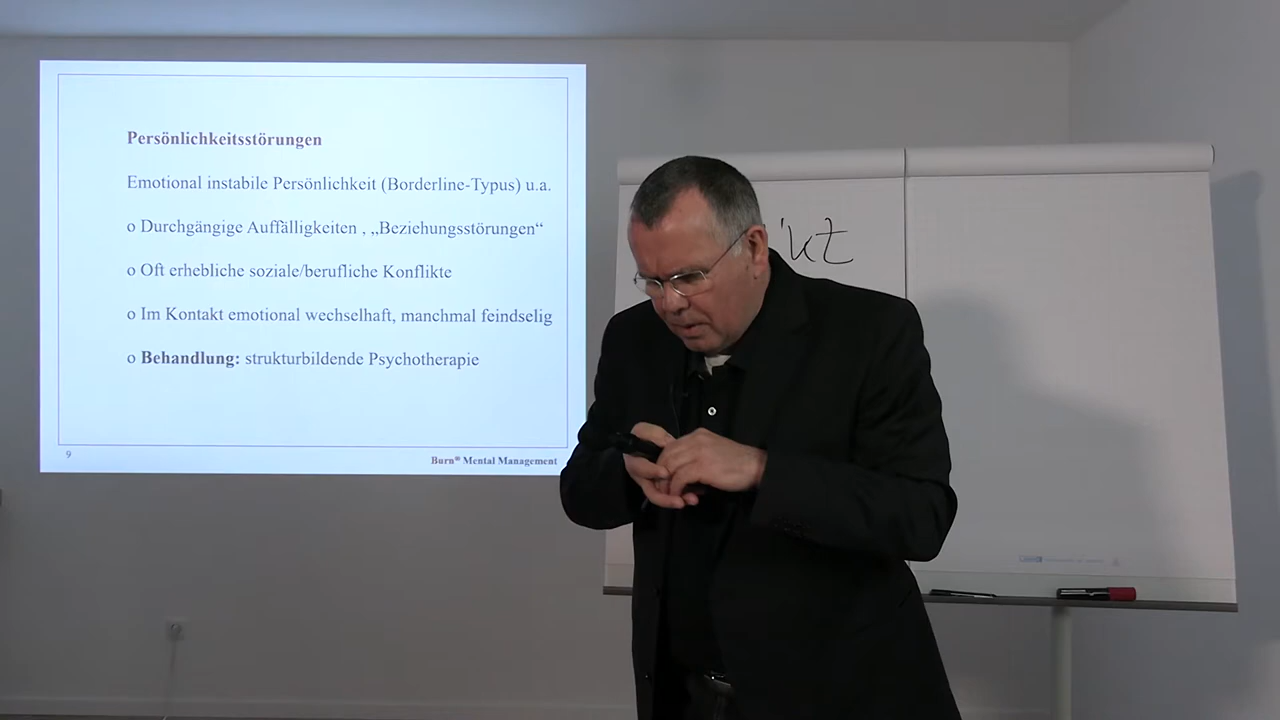 Persönlichkeitsstörungen
Emotional instabile Persönlichkeit (Borderline-Typus) u.a.
o Durchgängige Auffälligkeiten , „Beziehungsstörungen“
o Oft erhebliche soziale/berufliche Konflikte
o Im Kontakt emotional wechselhaft, manchmal feindselig
o Behandlung: strukturbildende Psychotherapie
9
Burn® Mental Management